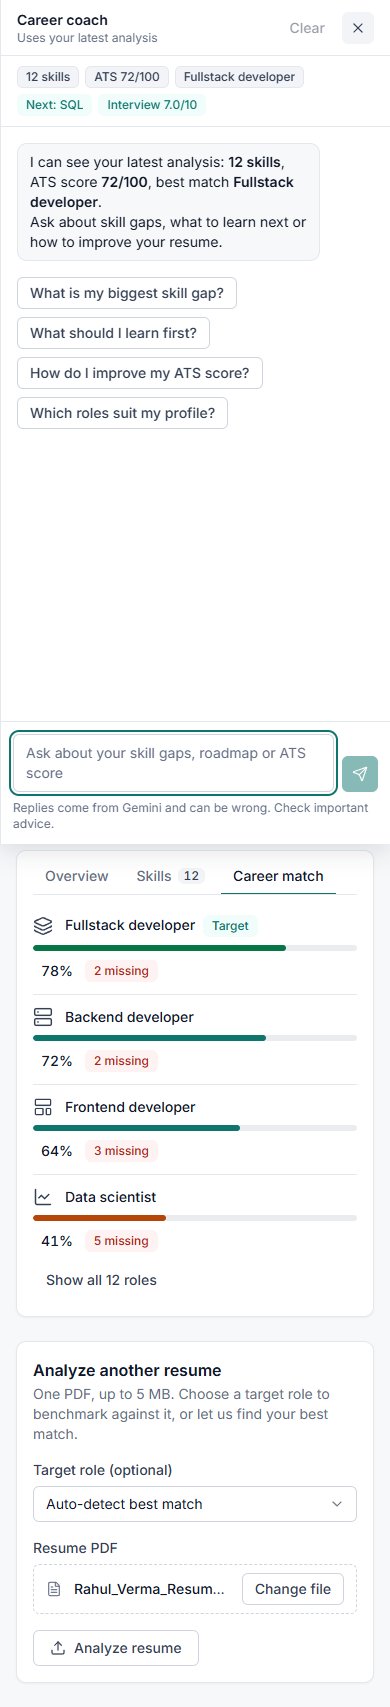 Career coach
Uses your latest analysis
Clear
12 skills
ATS 72/100
Fullstack developer
Next: SQL
Interview 7.0/10
I can see your latest analysis: 12 skills,
ATS score 72/100, best match Fullstack
developer.
Ask about skill gaps, what to learn next or
how to improve your resume.
What is my biggest skill gap?
What should I learn first?
How do I improve my ATS score?
Which roles suit my profile?
Ask about your skill gaps, roadmap or ATS
score
Replies come from Gemini and can be wrong. Check important
advice.
Overview
Skills 12
Career match
Fullstack developer Target
78% 2 missing
Backend developer
72% 2 missing
Frontend developer
64% 3 missing
Data scientist
41% 5 missing
Show all 12 roles
Analyze another resume
One PDF, up to 5 MB. Choose a target role to
benchmark against it, or let us find your best
match.
Target role (optional)
Auto-detect best match
Resume PDF
Rahul_Verma_Resum...
Change file
Analyze resume